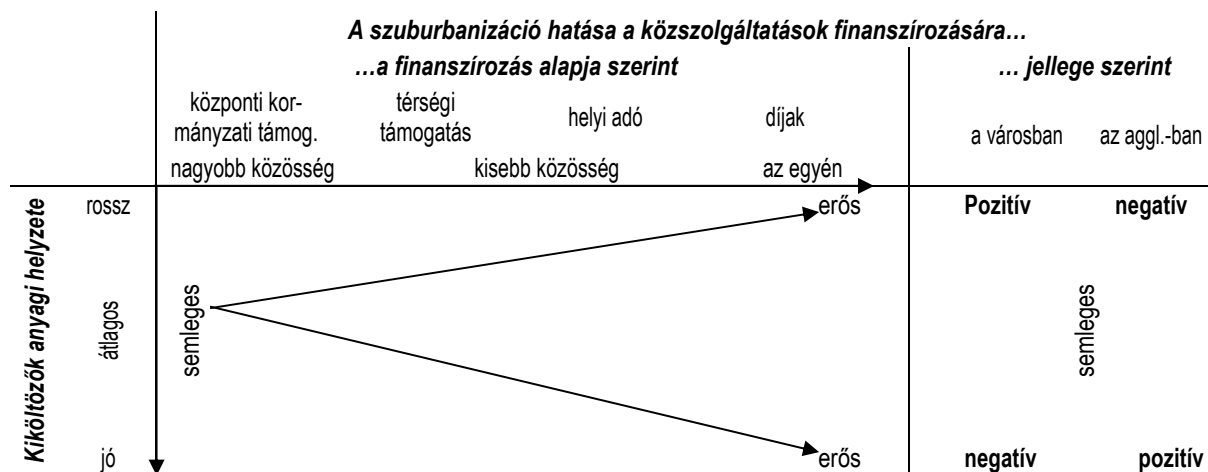 A szuburbanizáció hatása a közszolgáltatások finanszírozására…
…a finanszírozás alapja szerint
… jellege szerint
központi kor-
mányzati támog.
térségi
támogatás
helyi adó
díjak
a városban
az aggl.-ban
nagyobb közösség
kisebb közösség
az egyén
Kiköltözők anyagi helyzete
rossz
erős
Pozitív
negatív
átlagos
semleges
semleges
jó
erős
negatív
pozitív